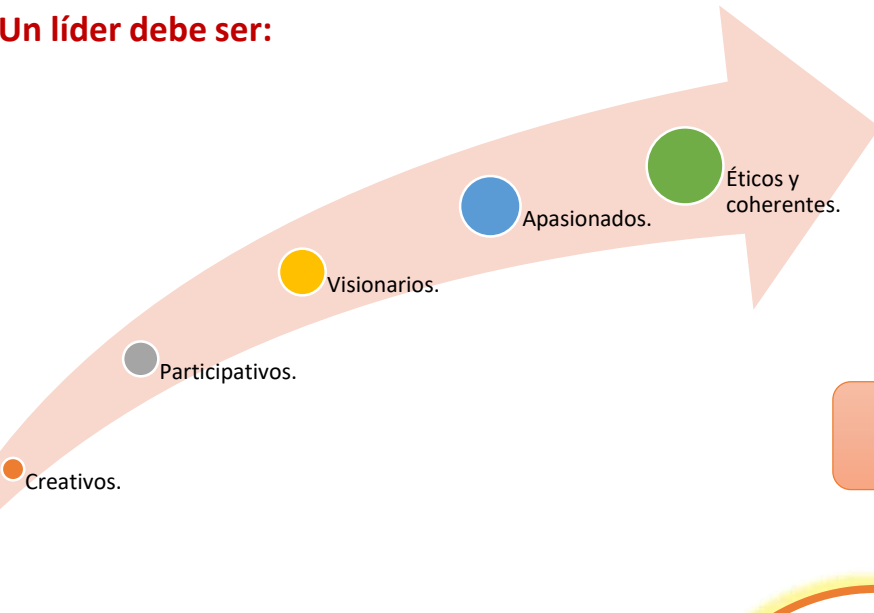 Un líder debe ser:
Éticos y
coherentes.
Apasionados.
Visionarios.
Participativos.
Creativos.